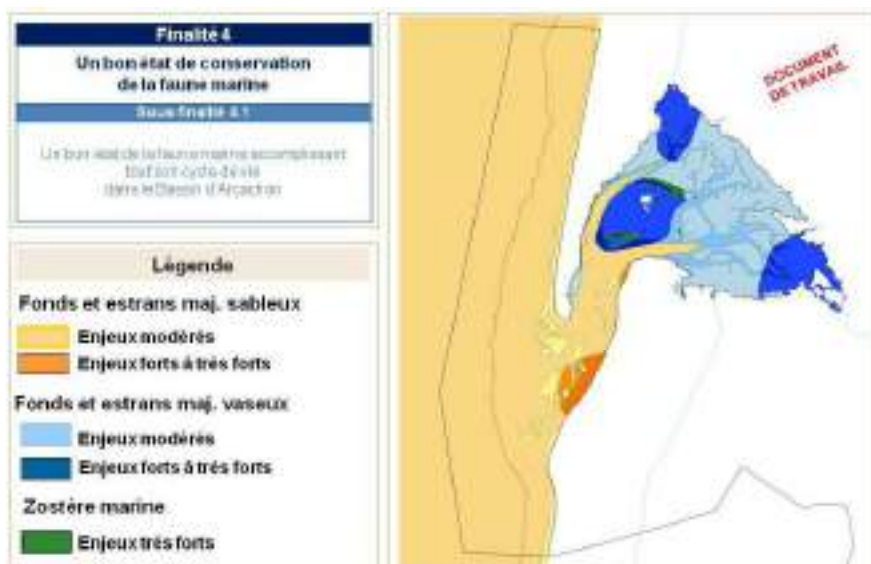 Finalité 4
Un bon état de conservation
de la faune marine
Sous finalité 4.1
Un bon état de la faune marine accomplissant
tout son cycle de vie
dans le Bassin d'Arcachon
DOCUMENT
DE TRAVAIL
Légende
Fonds et estrans maj. sableux
Enjeux modérés
Enjeux forts à très forts
Fonds et estrans maj. vaseux
Enjeux modérés
Enjeux forts à très forts
Zostère marine
Enjeux très forts